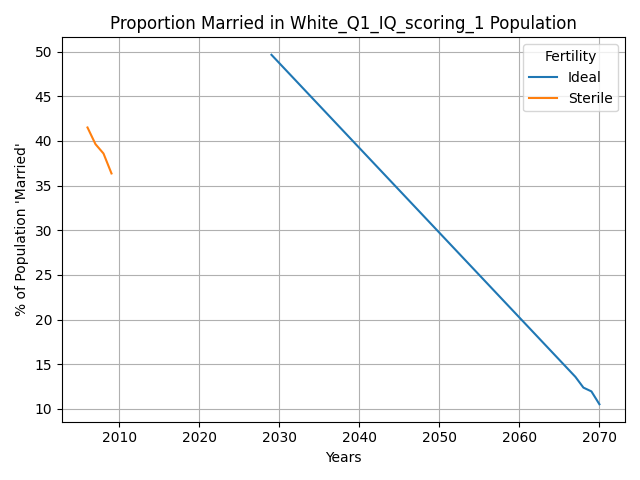 Proportion Married in White_Q1_IQ_scoring_1 Population
Fertility
Ideal
Sterile
% of Population 'Married'
50
45
40
35
30
25
20
15
10
2010 2020 2030 2040 2050 2060 2070
Years